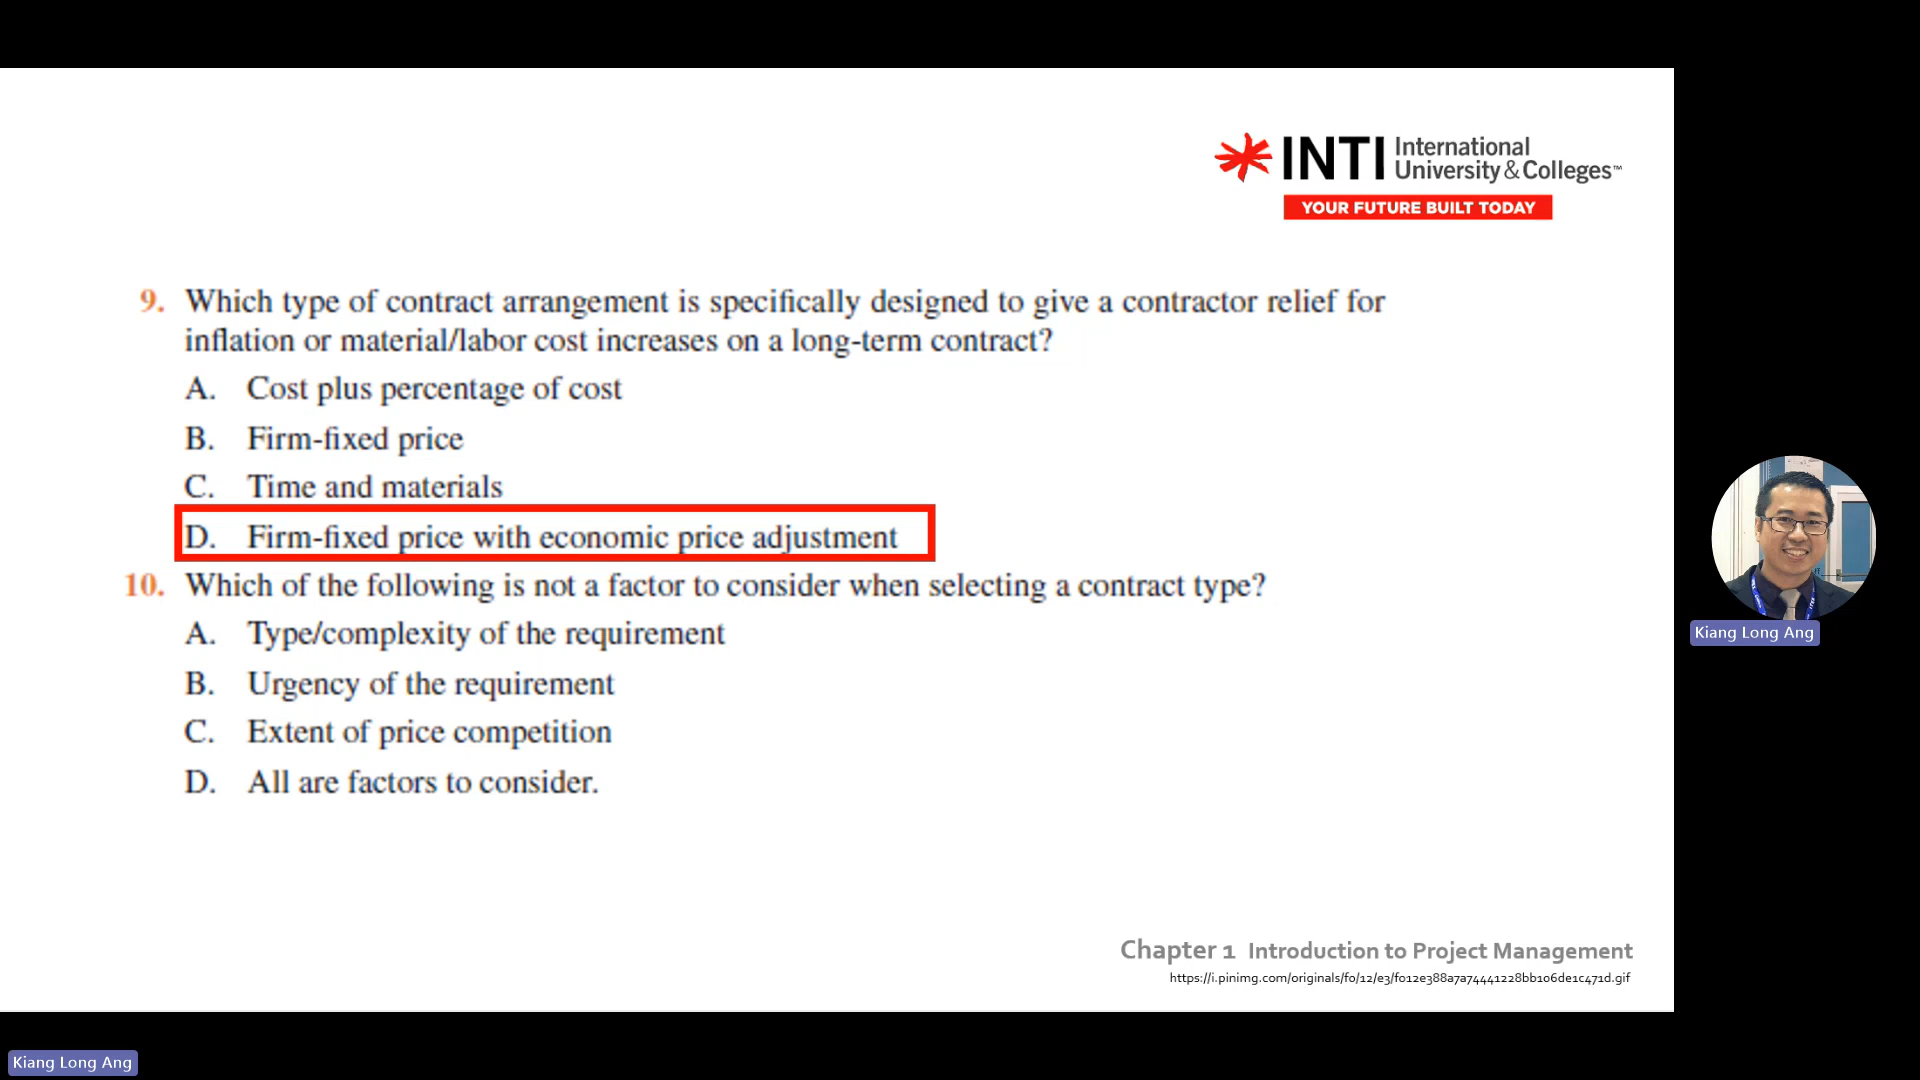 INTI International
University & Colleges™
YOUR FUTURE BUILT TODAY
9. Which type of contract arrangement is specifically designed to give a contractor relief for
inflation or material/labor cost increases on a long-term contract?
A. Cost plus percentage of cost
B. Firm-fixed price
C. Time and materials
D. Firm-fixed price with economic price adjustment
10. Which of the following is not a factor to consider when selecting a contract type?
A. Type/complexity of the requirement
B. Urgency of the requirement
C. Extent of price competition
D. All are factors to consider.
Kiang Long Ang
Chapter 1 Introduction to Project Management
https://i.pinimg.com/originals/f0/12/e3/f012e388a7a74441228bb106de1c471d.gif
Kiang Long Ang